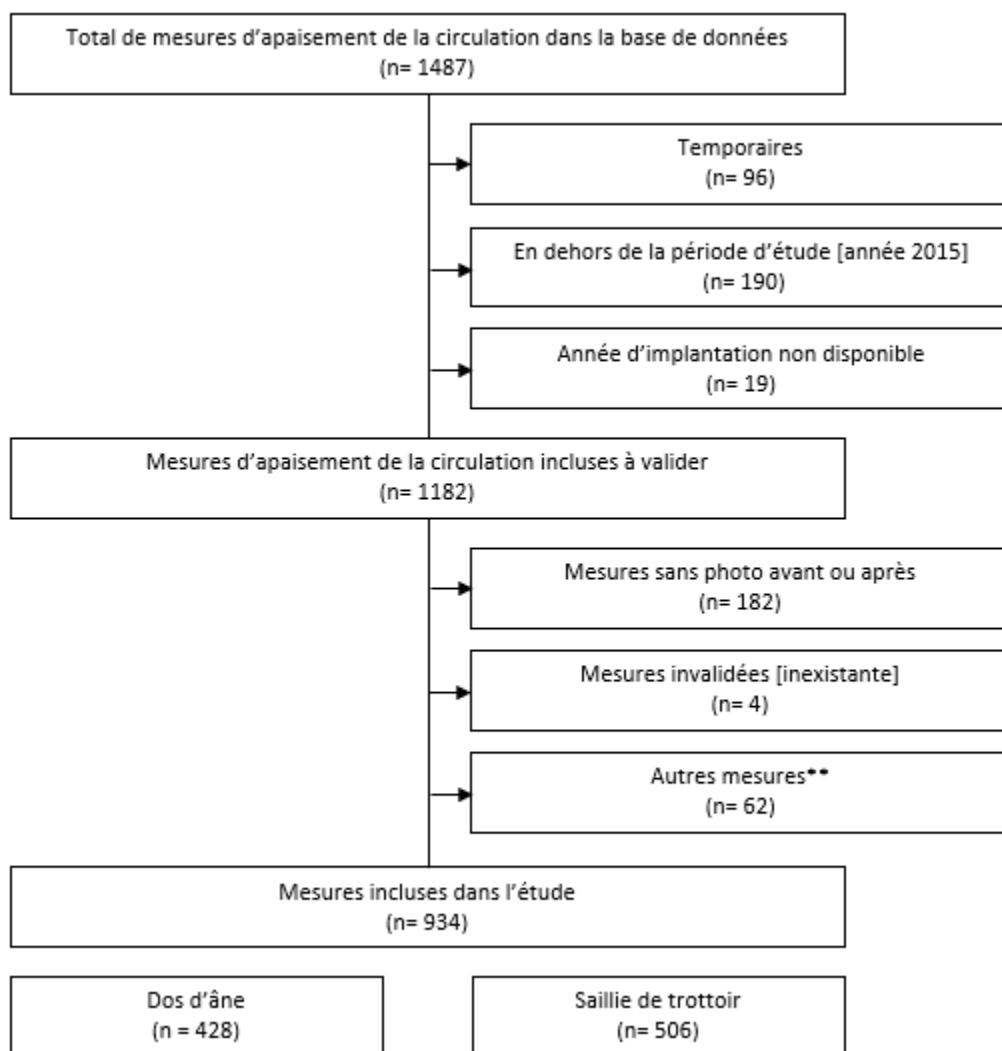 Total de mesures d'apaisement de la circulation dans la base de données
(n= 1487)
Temporaires
(n= 96)
En dehors de la période d'étude [année 2015]
(n= 190)
Année d'implantation non disponible
(n= 19)
Mesures d'apaisement de la circulation incluses à valider
(n= 1182)
Mesures sans photo avant ou après
(n= 182)
Mesures invalidées [inexistante]
(n= 4)
Autres mesures**
(n= 62)
Mesures incluses dans l'étude
(n= 934)
Dos d'âne
(n = 428)
Saillie de trottoir
(n= 506)